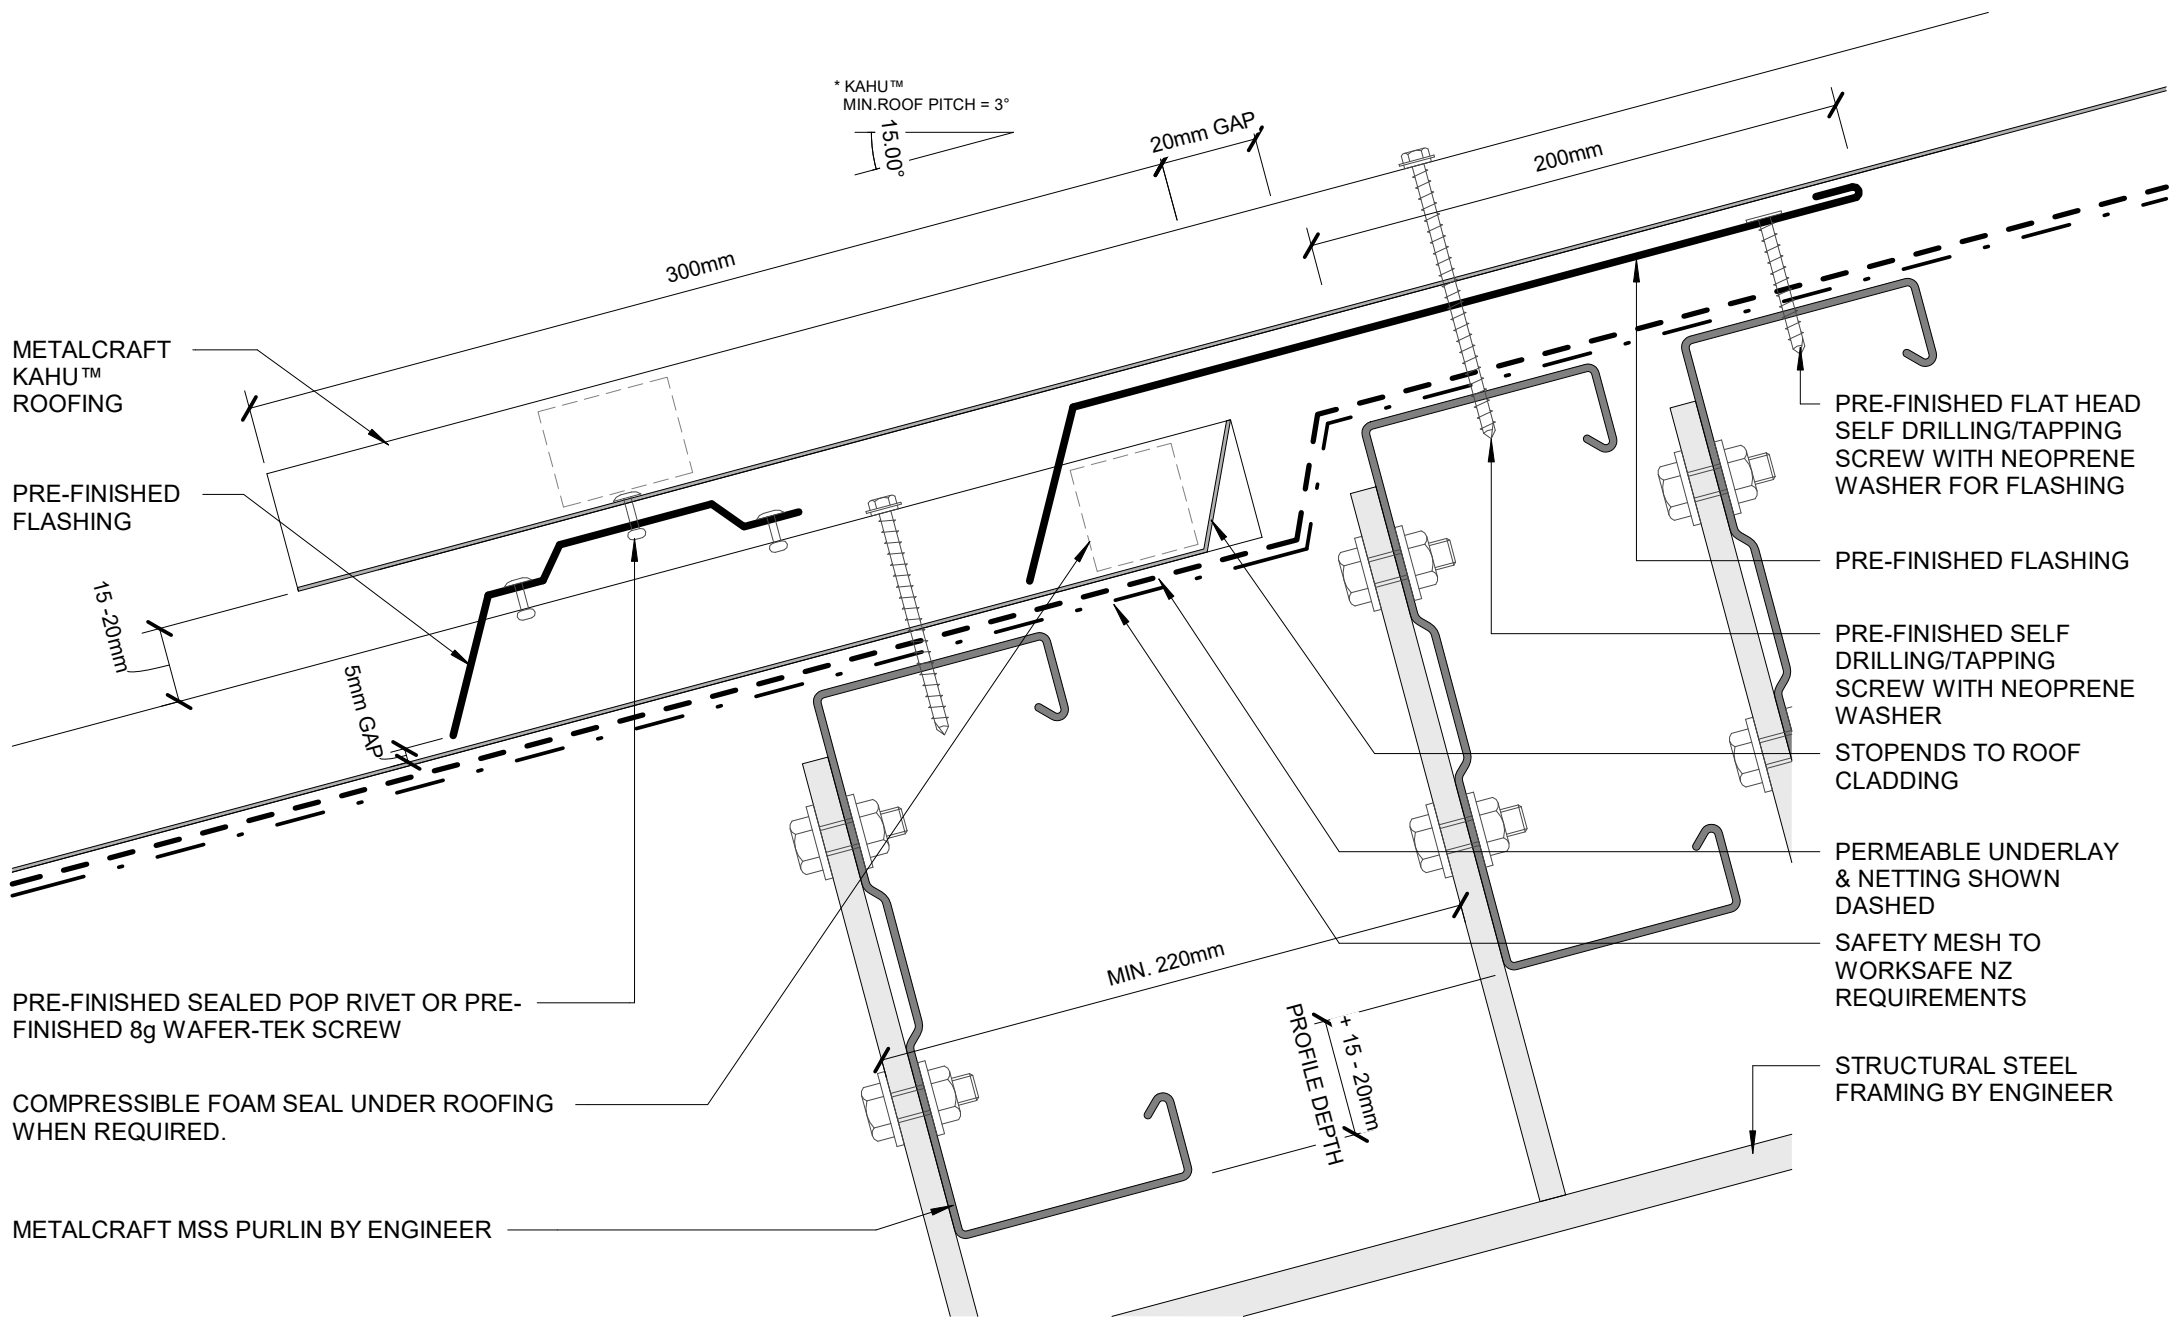 * KAHU™
MIN.ROOF PITCH = 3°
15.00°
20mm GAP
200mm
300mm
METALCRAFT
KAHU™
ROOFING
PRE-FINISHED
FLASHING
15 -20mm
5mm GAP
PRE-FINISHED SEALED POP RIVET OR PRE-
FINISHED 8g WAFER-TEK SCREW
COMPRESSIBLE FOAM SEAL UNDER ROOFING
WHEN REQUIRED.
METALCRAFT MSS PURLIN BY ENGINEER
MIN. 220mm
PROFILE DEPTH
+ 15 - 20mm
PRE-FINISHED FLAT HEAD
SELF DRILLING/TAPPING
SCREW WITH NEOPRENE
WASHER FOR FLASHING
PRE-FINISHED FLASHING
PRE-FINISHED SELF
DRILLING/TAPPING
SCREW WITH NEOPRENE
WASHER
STOPENDS TO ROOF
CLADDING
PERMEABLE UNDERLAY
& NETTING SHOWN
DASHED
SAFETY MESH TO
WORKSAFE NZ
REQUIREMENTS
STRUCTURAL STEEL
FRAMING BY ENGINEER